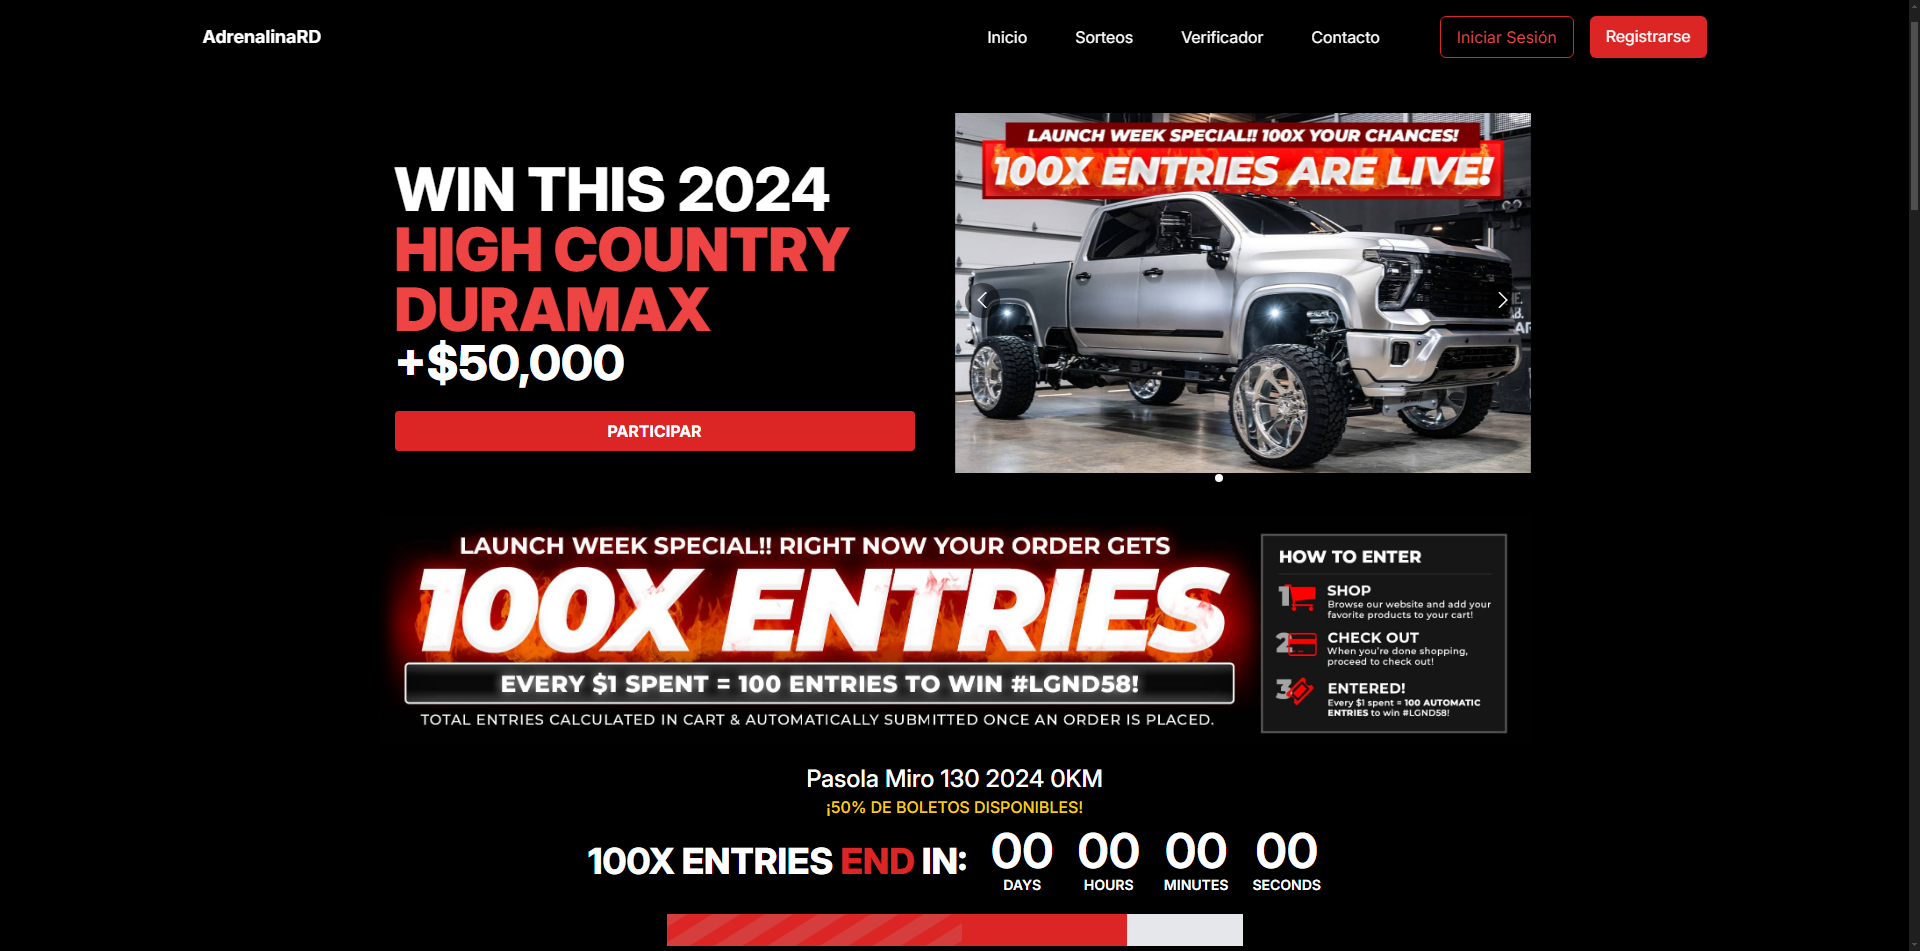 AdrenalinaRD
Inicio
Sorteos
Verificador
Contacto
Iniciar Sesión
Registrarse
WIN THIS 2024
HIGH COUNTRY
DURAMAX
+$50,000
PARTICIPAR
LAUNCH WEEK SPECIAL!! 100X YOUR CHANCES!
100X ENTRIES ARE LIVE!
LAUNCH WEEK SPECIAL!! RIGHT NOW YOUR ORDER GETS
100X ENTRIES
EVERY $1 SPENT = 100 ENTRIES TO WIN #LGND58!
TOTAL ENTRIES CALCULATED IN CART & AUTOMATICALLY SUBMITTED ONCE AN ORDER IS PLACED.
HOW TO ENTER
1 SHOP
Browse our website and add your
favorite products to your cart!
2 CHECK OUT
When you're done shopping,
proceed to check out!
3 ENTERED!
Every $1 spent = 100 AUTOMATIC
ENTRIES to win #LGND58!
Pasola Miro 130 2024 0KM
¡50% DE BOLETOS DISPONIBLES!
100X ENTRIES END IN:
00 00 00 00
DAYS HOURS MINUTES SECONDS